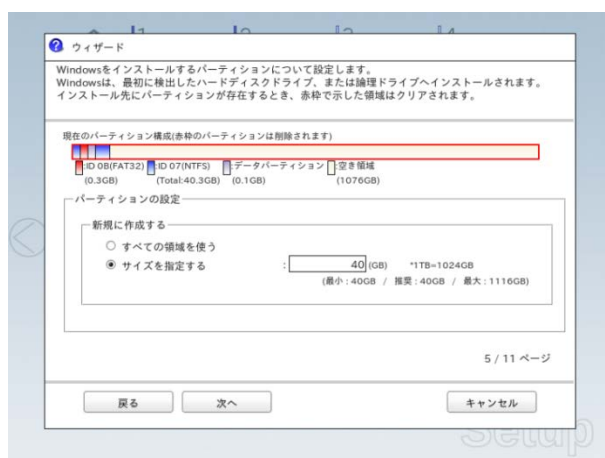 1 2 3 4
ウィザード
Windowsをインストールするパーティションについて設定します。
Windowsは、最初に検出したハードディスクドライブ、または論理ドライブへインストールされます。
インストール先にパーティションが存在するとき、赤枠で示した領域はクリアされます。
現在のパーティション構成(赤枠のパーティションは削除されます)
:ID 0B(FAT32) :ID 07(NTFS) :データパーティション :空き領域
(0.3GB) (Total:40.3GB) (0.1GB) (1076GB)
パーティションの設定
新規に作成する
すべての領域を使う
サイズを指定する : 40 (GB) *1TB=1024GB
(最小 : 40GB / 推奨 : 40GB / 最大 : 1116GB)
5 / 11 ページ
戻る 次へ キャンセル
Setup